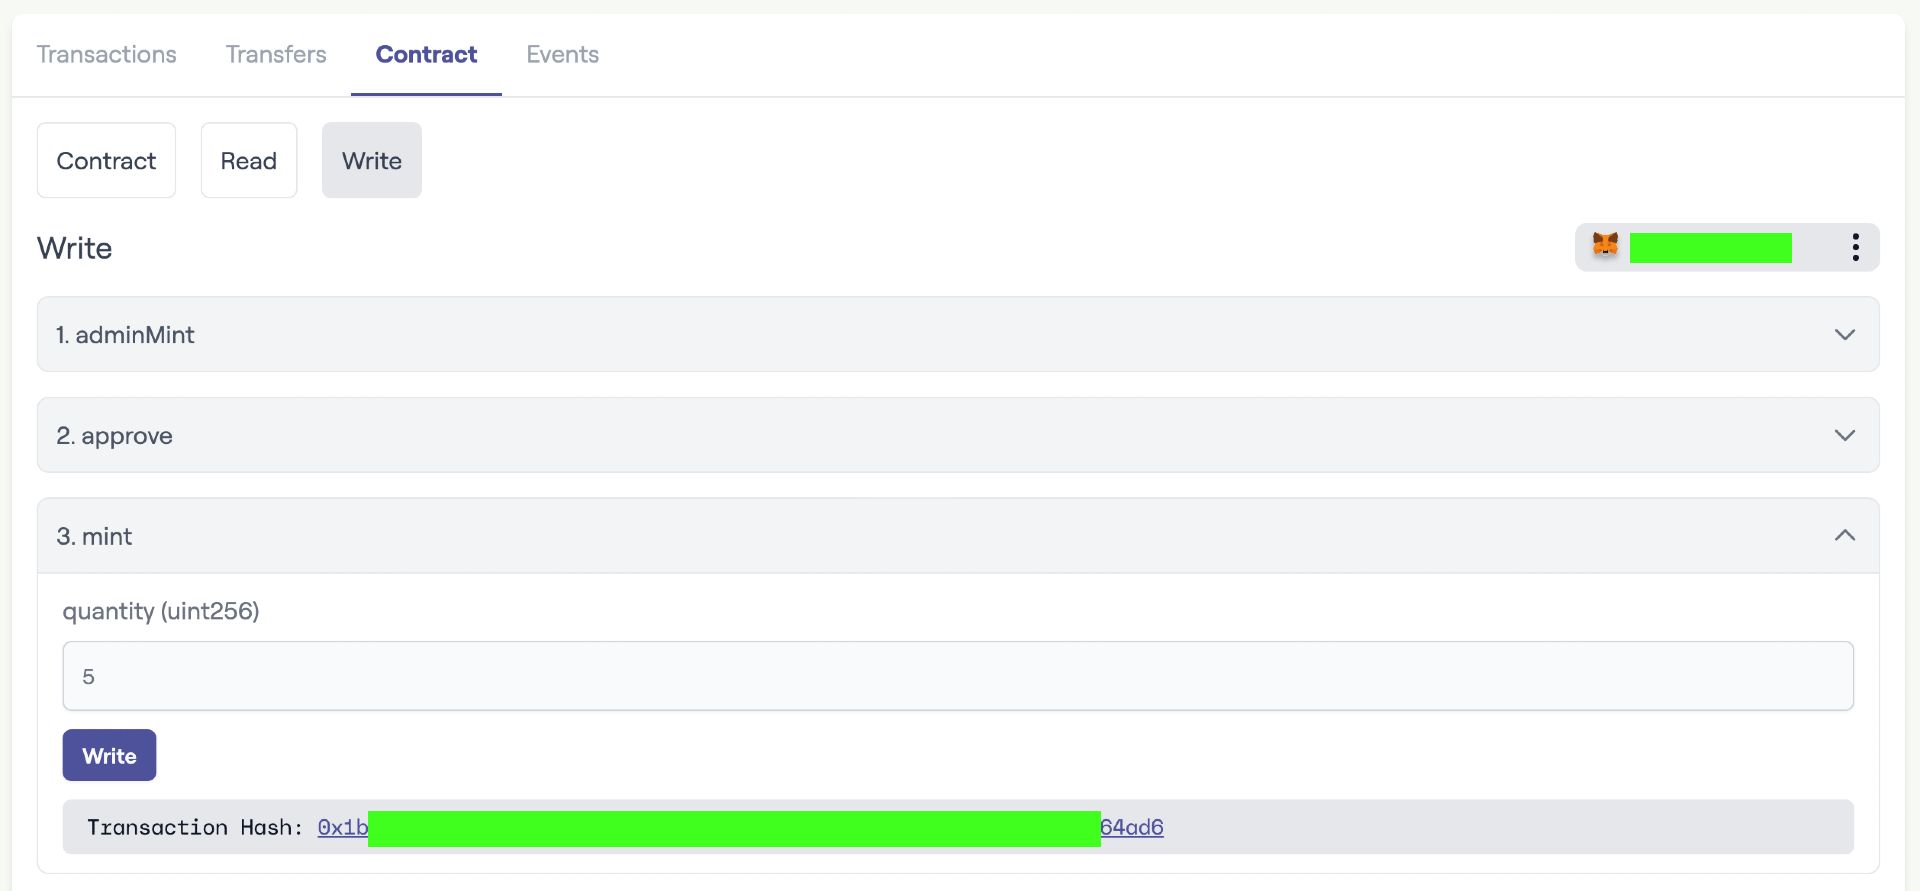 Transactions Transfers Contract Events
Contract Read Write
Write
1. adminMint
2. approve
3. mint
quantity (uint256)
5
Write
Transaction Hash: 0x1b 64ad6